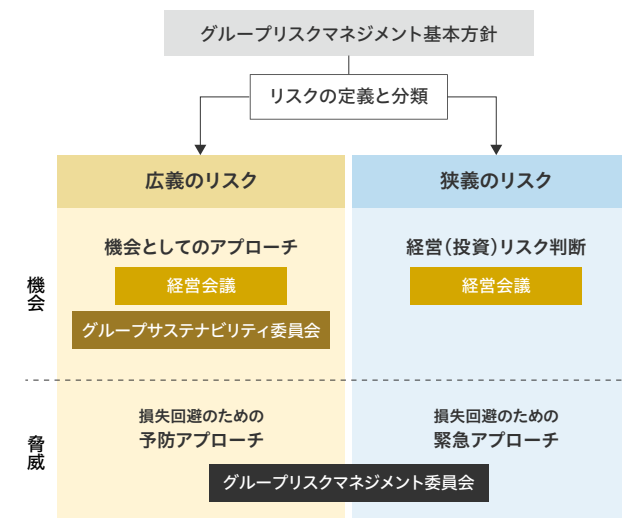 グループリスクマネジメント基本方針
リスクの定義と分類
広義のリスク
狭義のリスク
機会
機会としてのアプローチ
経営会議
グループサステナビリティ委員会
経営（投資）リスク判断
経営会議
脅威
損失回避のための
予防アプローチ
損失回避のための
緊急アプローチ
グループリスクマネジメント委員会